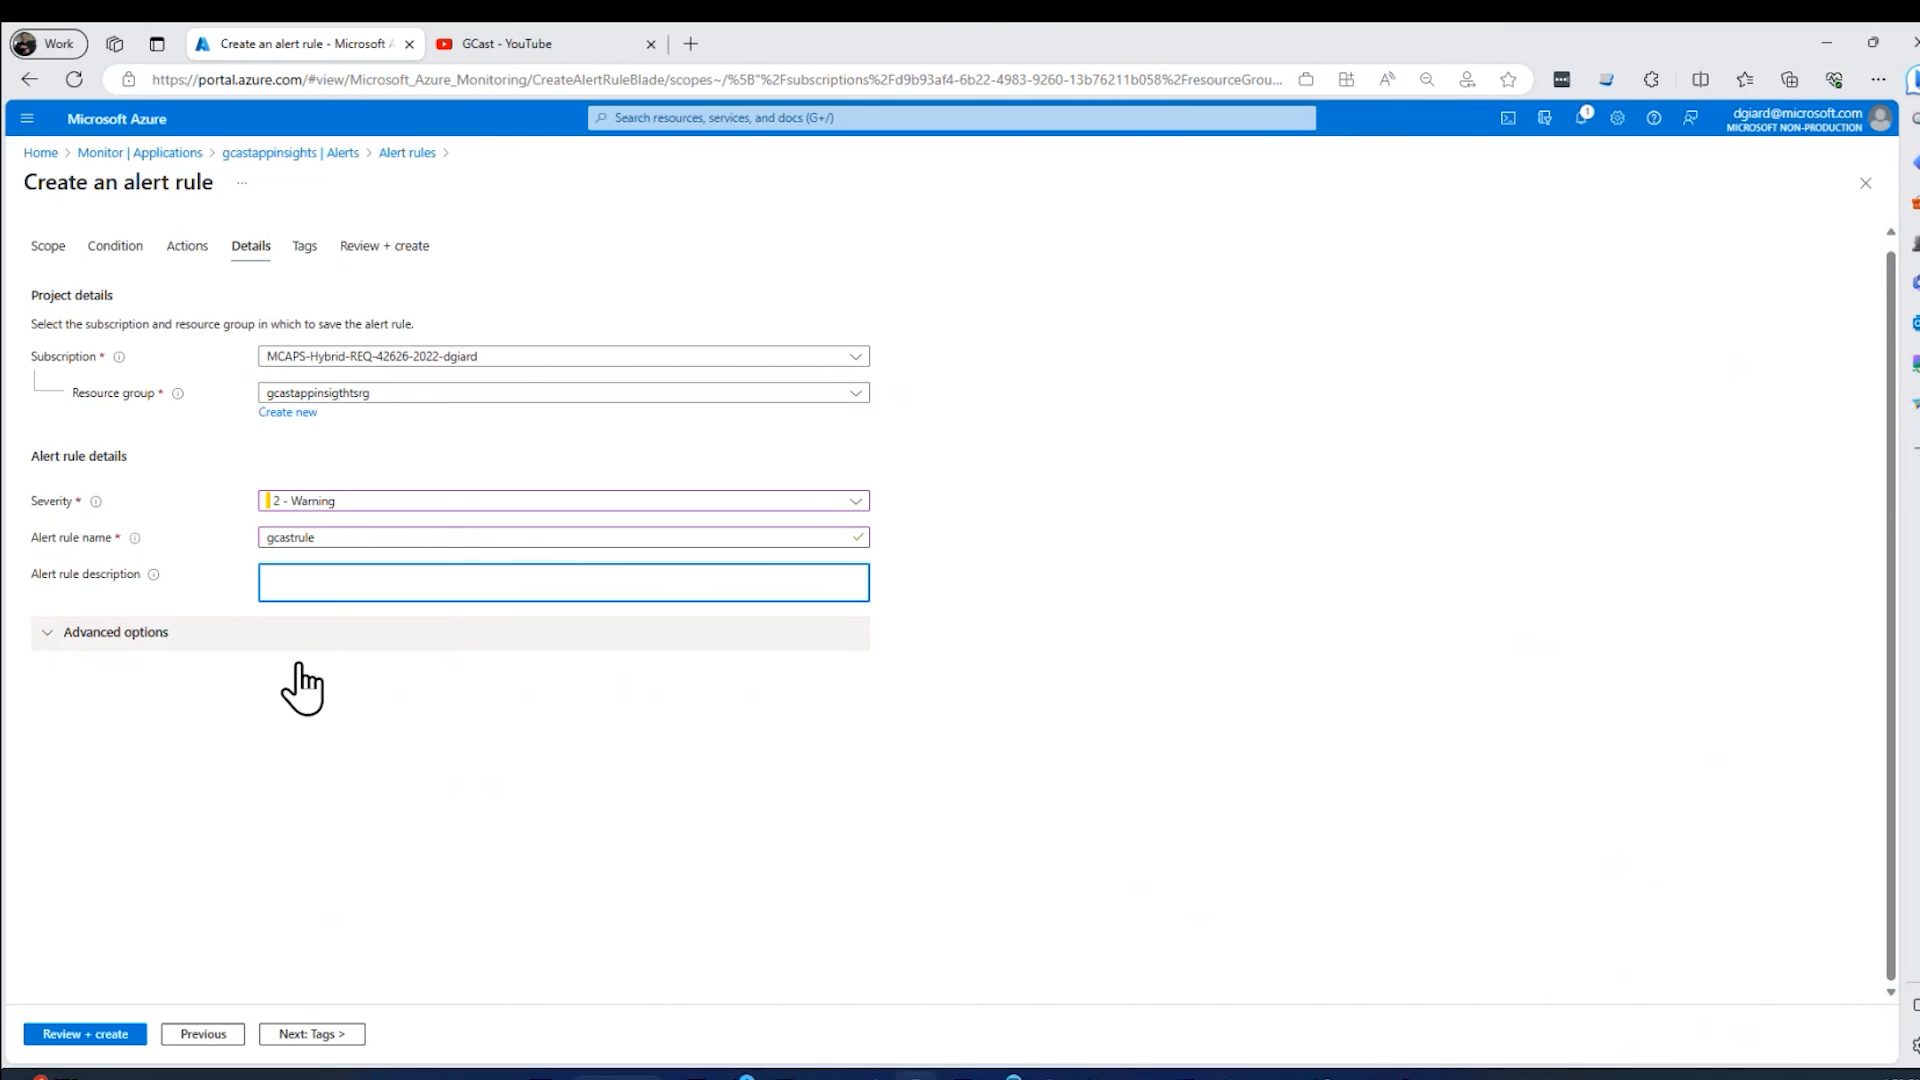 Work
Create an alert rule - Microsoft A
GCast - YouTube
https://portal.azure.com/#view/Microsoft_Azure_Monitoring/CreateAlertRuleBlade/scopes~/%5B"%2Fsubscriptions%2Fd9b93af4-6b22-4983-9260-13b76211b058%2FresourceGrou...
Microsoft Azure
Search resources, services, and docs (G+/)
1
dgiard@microsoft.com
MICROSOFT NON-PRODUCTION
Home > Monitor | Applications > gcastappinsights | Alerts > Alert rules >
Create an alert rule ...
Scope Condition Actions Details Tags Review + create
Project details
Select the subscription and resource group in which to save the alert rule.
Subscription *
MCAPS-Hybrid-REQ-42626-2022-dgiard
Resource group *
gcastappinsigthtsrg
Create new
Alert rule details
Severity *
2 - Warning
Alert rule name *
gcastrule
Alert rule description
Advanced options
Review + create
Previous
Next: Tags >